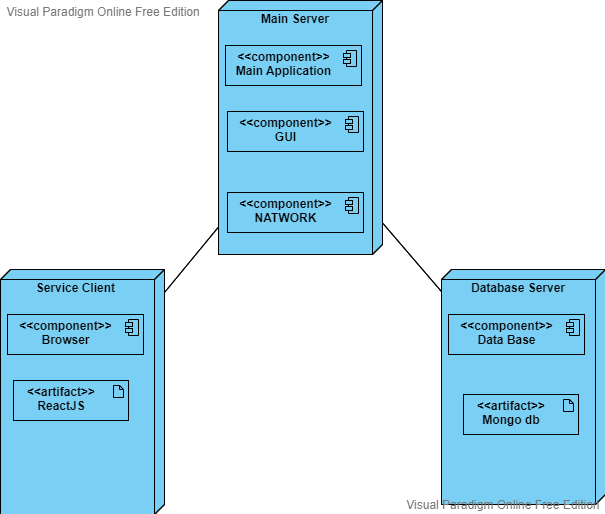 Visual Paradigm Online Free Edition
Main Server
<<component>>
Main Application
<<component>>
GUI
<<component>>
NATWORK
Service Client
<<component>>
Browser
<<artifact>>
ReactJS
Database Server
<<component>>
Data Base
<<artifact>>
Mongo db
Visual Paradigm Online Free Edition